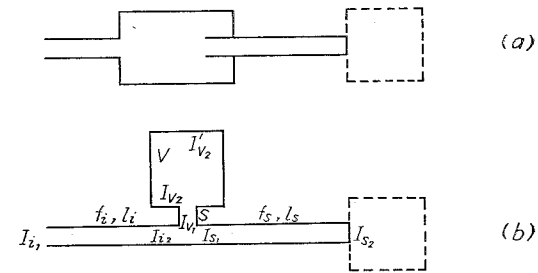 (a)
V I′v₂
Iv₂
fᵢ, lᵢ Iv₁ S fₛ, lₛ
Iᵢ₁ Iᵢ₂ Iₛ₁ Iₛ₂ (b)